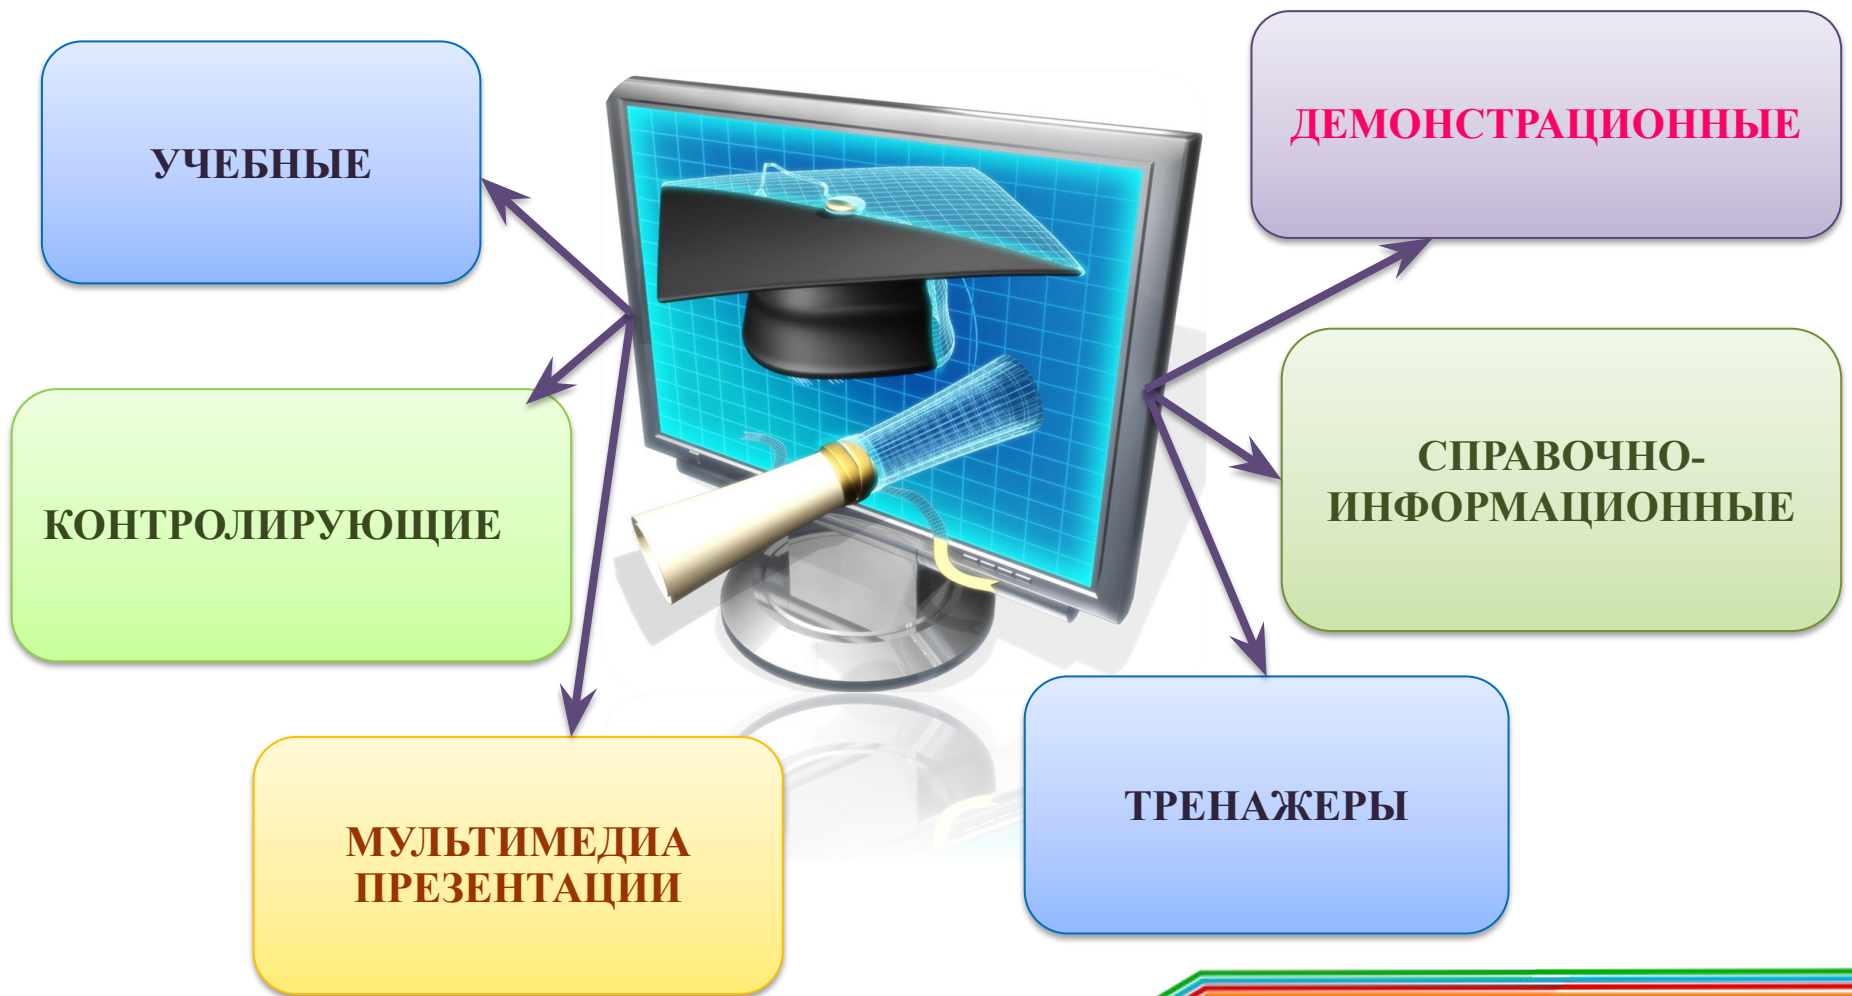 УЧЕБНЫЕ
ДЕМОНСТРАЦИОННЫЕ
КОНТРОЛИРУЮЩИЕ
СПРАВОЧНО-
ИНФОРМАЦИОННЫЕ
МУЛЬТИМЕДИА
ПРЕЗЕНТАЦИИ
ТРЕНАЖЕРЫ